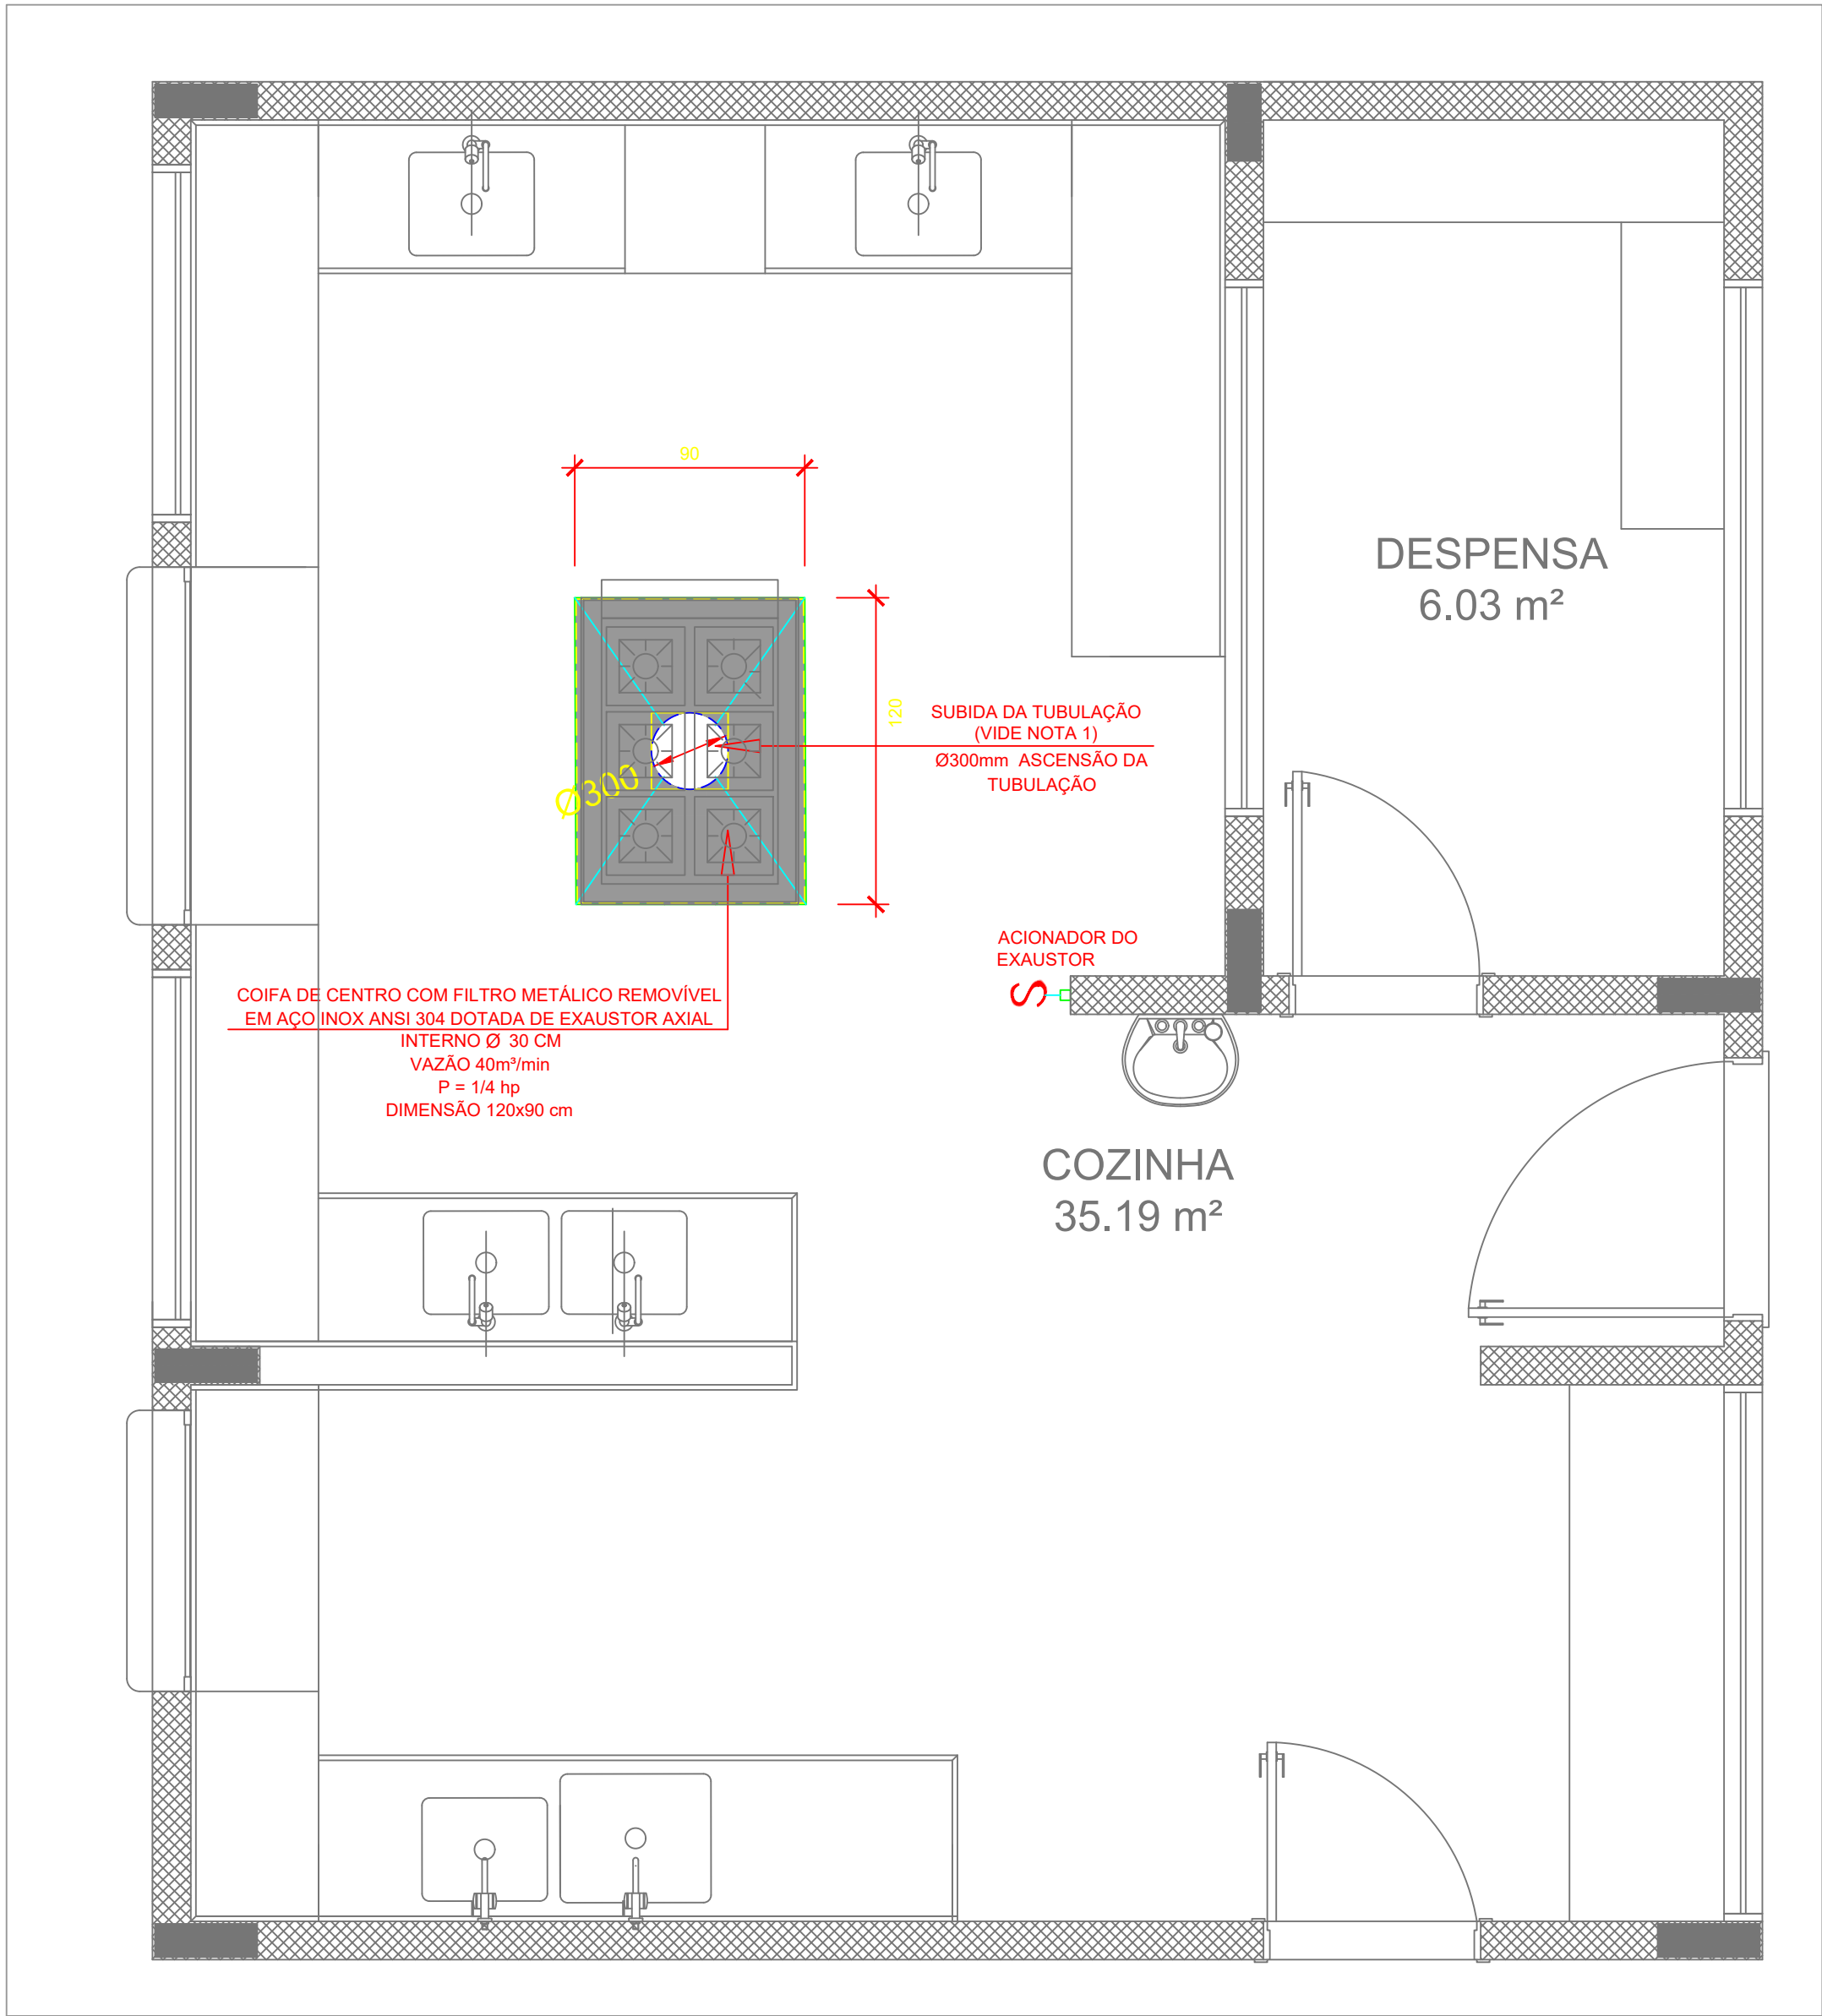 90
DESPENSA
6.03 m²
120
SUBIDA DA TUBULAÇÃO
(VIDE NOTA 1)
Ø300mm ASCENSÃO DA
TUBULAÇÃO
Ø300
ACIONADOR DO
EXAUSTOR
S
COIFA DE CENTRO COM FILTRO METÁLICO REMOVÍVEL
EM AÇO INOX ANSI 304 DOTADA DE EXAUSTOR AXIAL
INTERNO Ø 30 CM
VAZÃO 40m³/min
P = 1/4 hp
DIMENSÃO 120x90 cm
COZINHA
35.19 m²